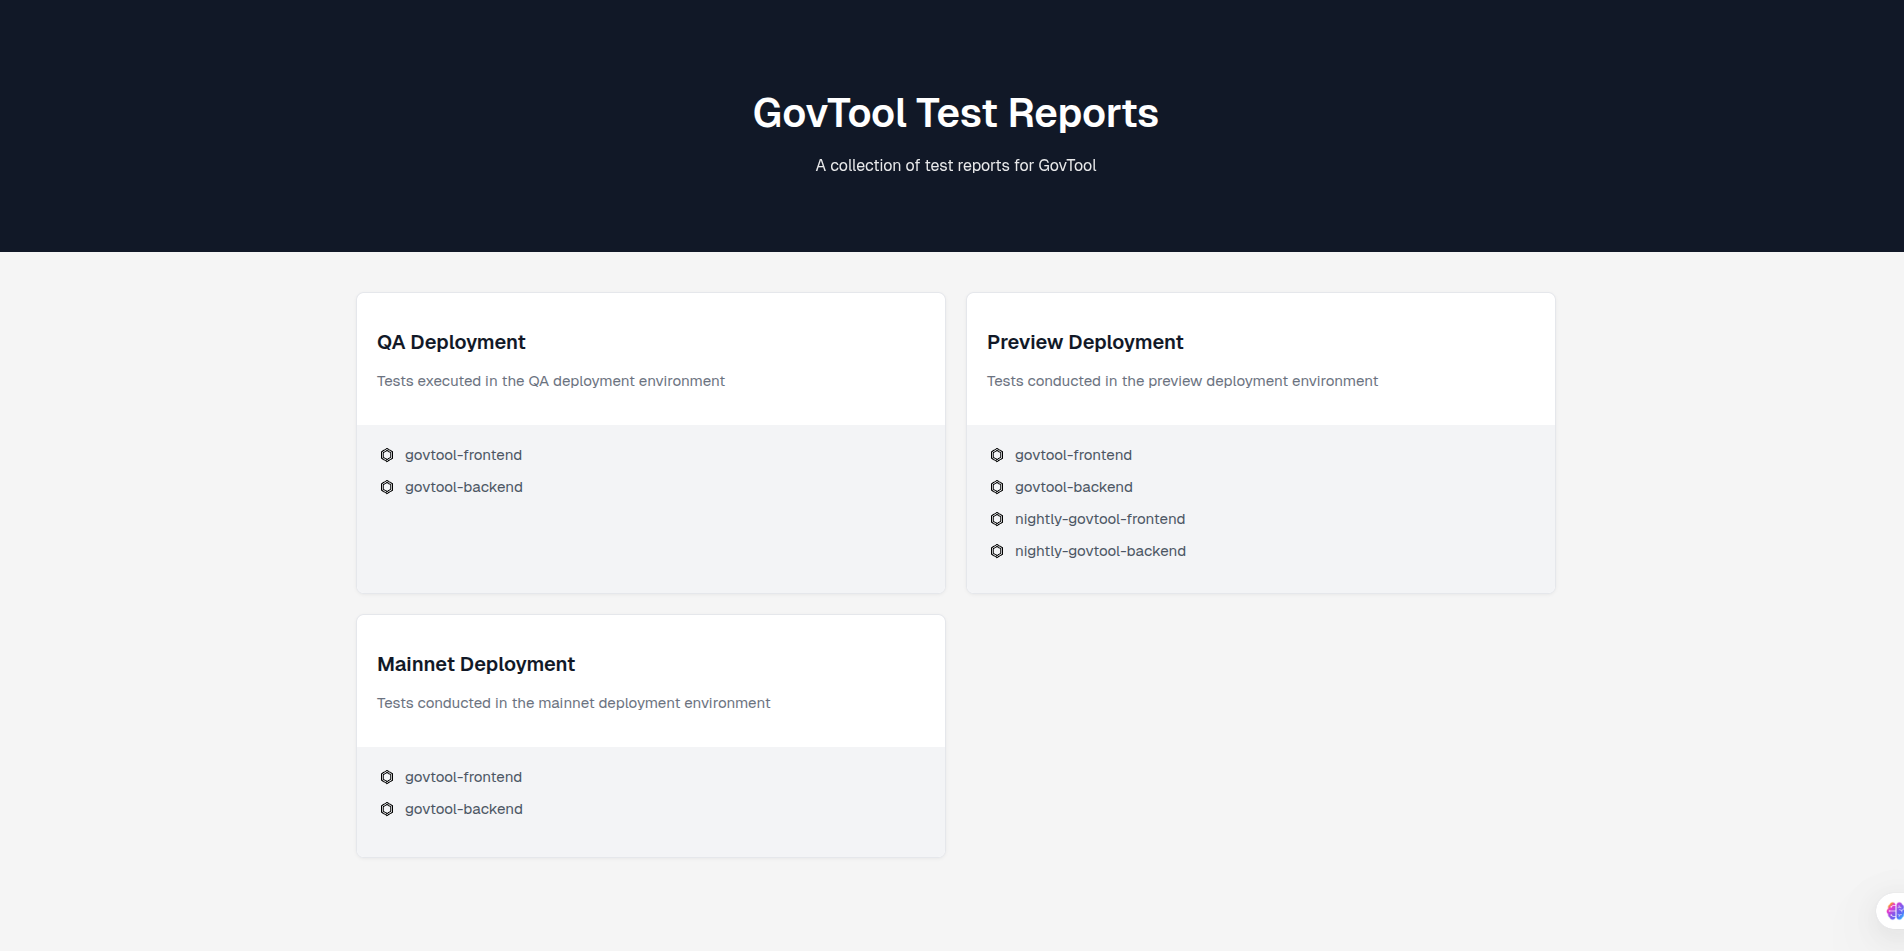 GovTool Test Reports
A collection of test reports for GovTool
QA Deployment
Tests executed in the QA deployment environment
govtool-frontend
govtool-backend
Preview Deployment
Tests conducted in the preview deployment environment
govtool-frontend
govtool-backend
nightly-govtool-frontend
nightly-govtool-backend
Mainnet Deployment
Tests conducted in the mainnet deployment environment
govtool-frontend
govtool-backend